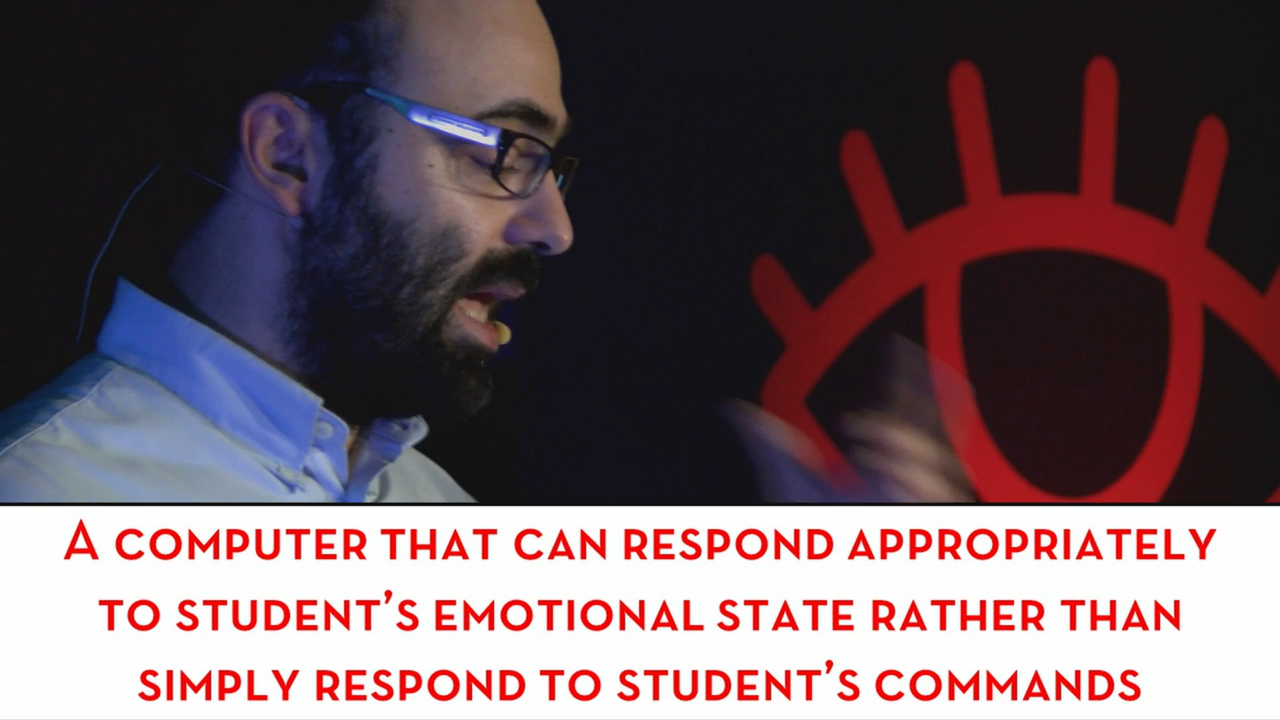 A computer that can respond appropriately
to student's emotional state rather than
simply respond to student's commands